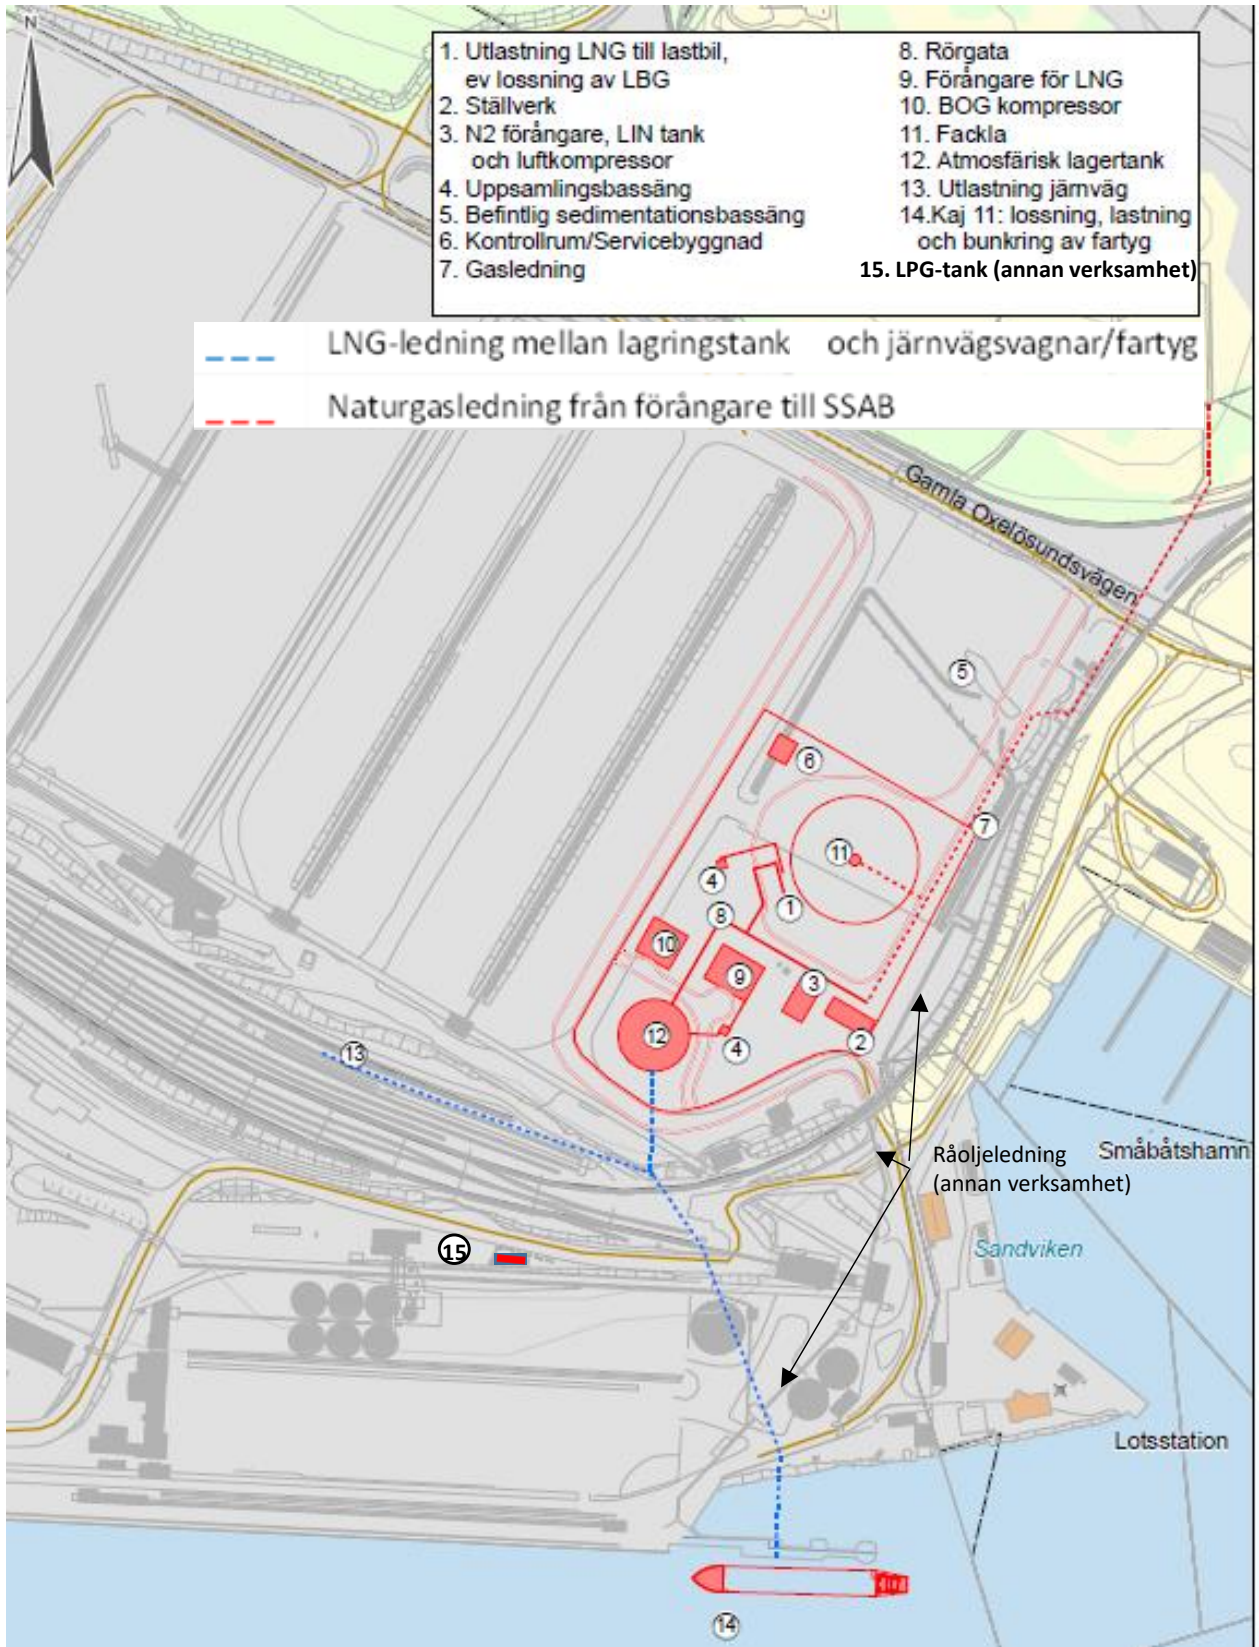 N
1. Utlastning LNG till lastbil,
ev lossning av LBG
2. Ställverk
3. N2 förångare, LIN tank
och luftkompressor
4. Uppsamlingsbassäng
5. Befintlig sedimentationsbassäng
6. Kontrollrum/Servicebyggnad
7. Gasledning
8. Rörgata
9. Förångare för LNG
10. BOG kompressor
11. Fackla
12. Atmosfärisk lagertank
13. Utlastning järnväg
14.Kaj 11: lossning, lastning
och bunkring av fartyg
15. LPG-tank (annan verksamhet)
LNG-ledning mellan lagringstank och järnvägsvagnar/fartyg
Naturgasledning från förångare till SSAB
Gamla Oxelösundsvägen
5
6
7
11
4
1
8
10
9
3
12
4
2
13
Råoljeledning
(annan verksamhet)
Småbåtshamn
15
Sandviken
Lotsstation
14